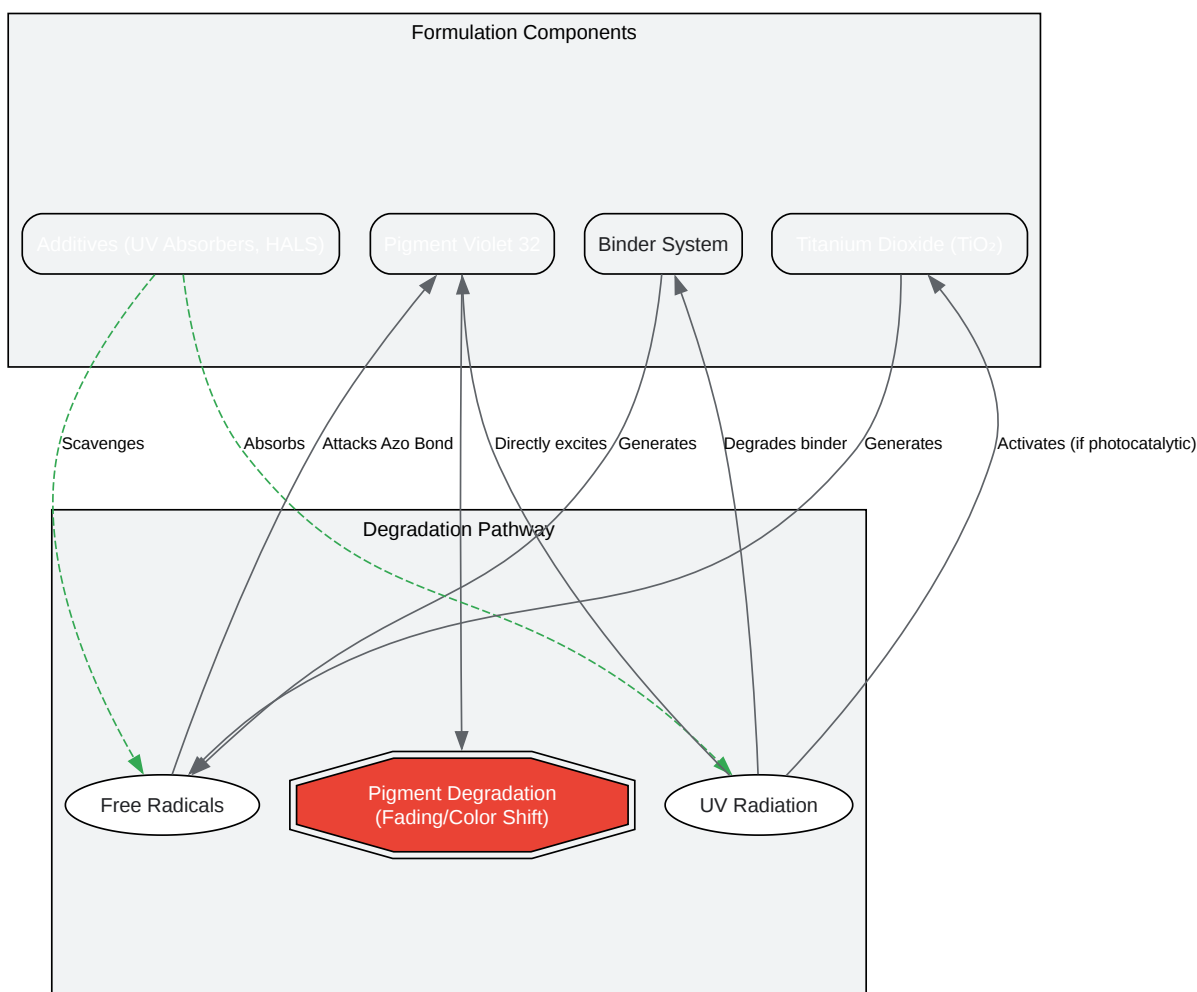 Formulation Components
Additives (UV Absorbers, HALS)
Pigment Violet 32
Binder System
Titanium Dioxide (TiO₂)
Scavenges
Absorbs
Attacks Azo Bond
Directly excites
Generates
Degrades binder
Generates
Activates (if photocatalytic)
Degradation Pathway
Free Radicals
Pigment Degradation
(Fading/Color Shift)
UV Radiation